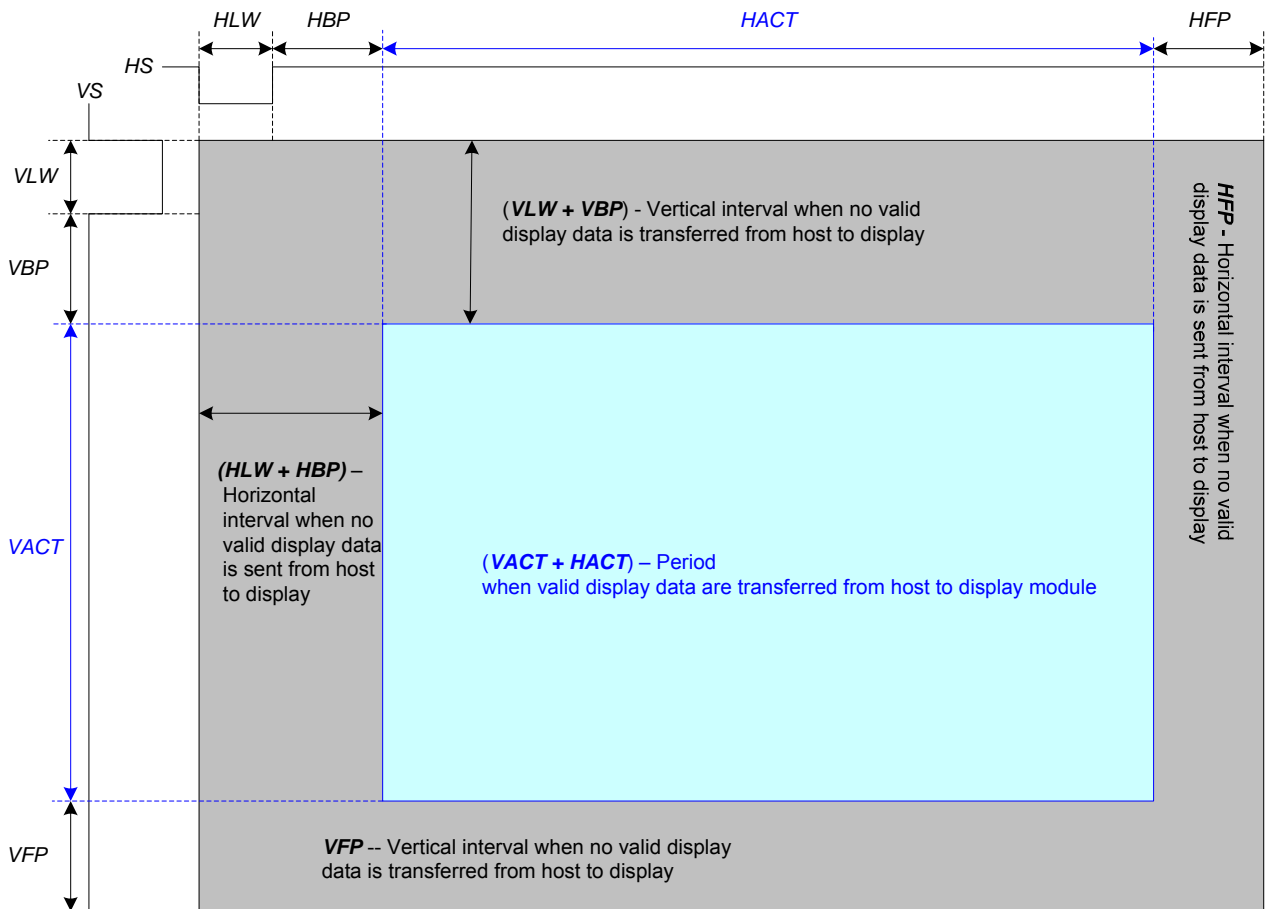 HLW
HBP
HACT
HFP
HS
VS
VLW
(VLW + VBP) - Vertical interval when no valid
display data is transferred from host to display
HFP - Horizontal interval when no valid
display data is sent from host to display
VBP
(HLW + HBP) –
Horizontal
interval when no
valid display data
is sent from host
to display
VACT
(VACT + HACT) – Period
when valid display data are transferred from host to display module
VFP
VFP -- Vertical interval when no valid display
data is transferred from host to display